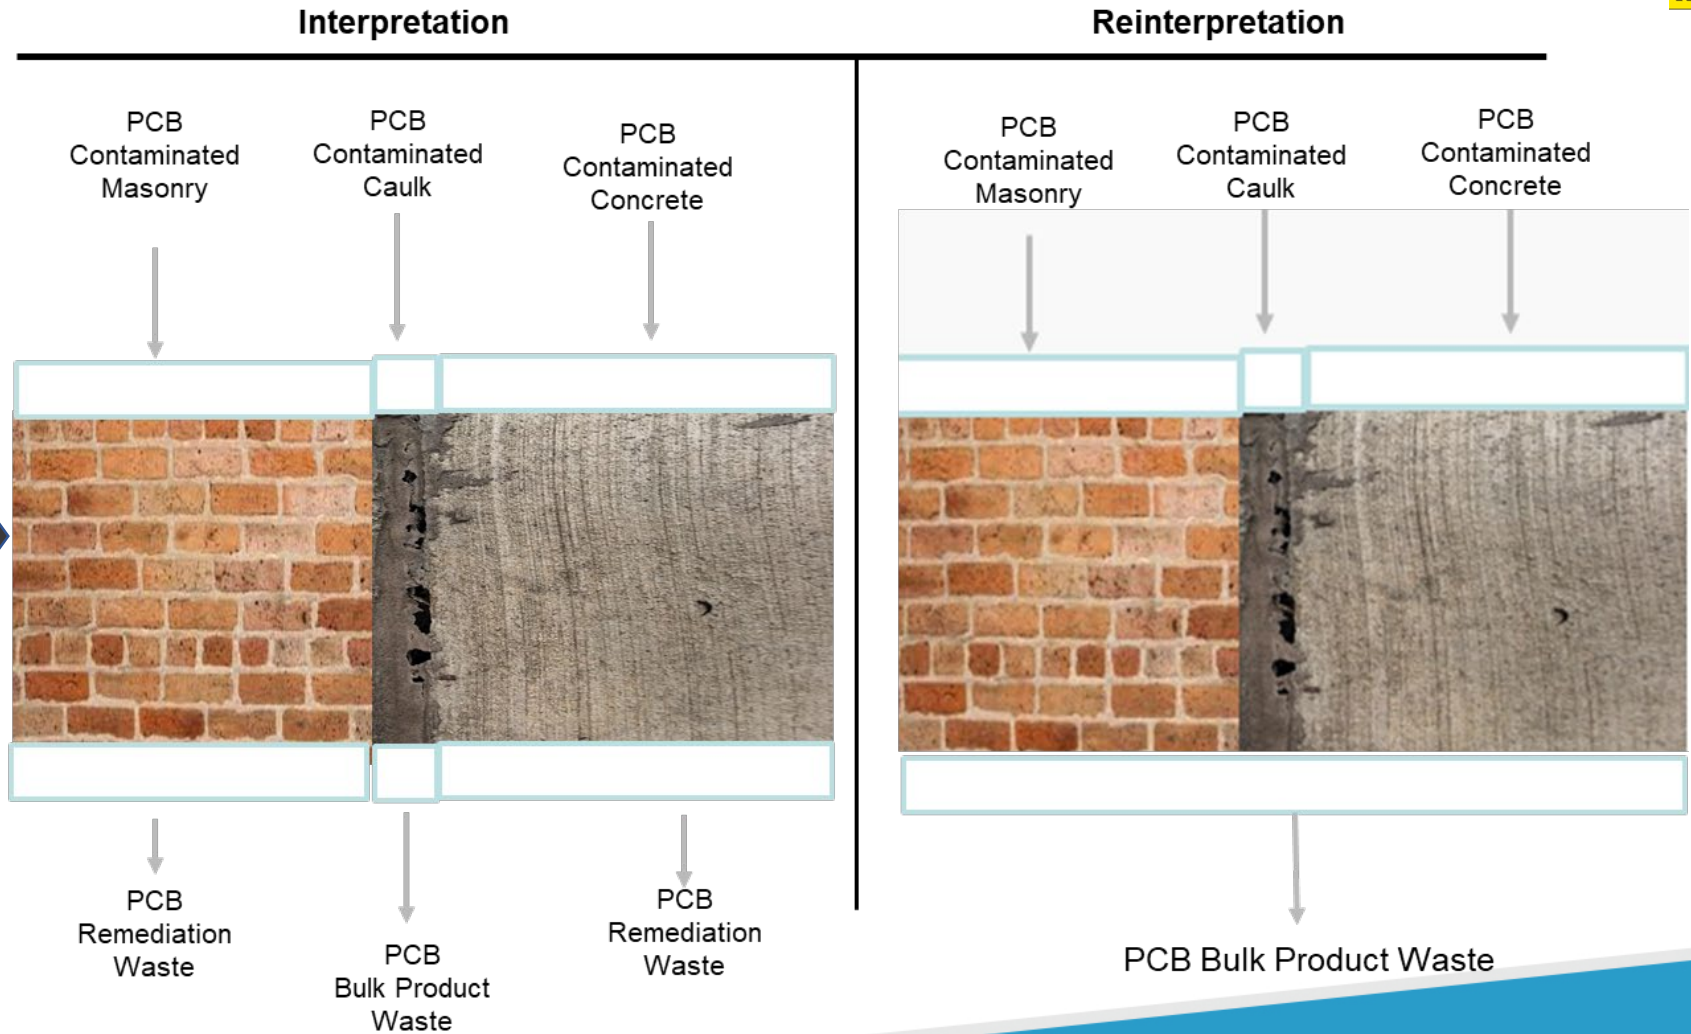 Interpretation
Reinterpretation
PCB
Contaminated
Masonry
PCB
Contaminated
Caulk
PCB
Contaminated
Concrete
PCB
Contaminated
Masonry
PCB
Contaminated
Caulk
PCB
Contaminated
Concrete
PCB
Remediation
Waste
PCB
Bulk Product
Waste
PCB
Remediation
Waste
PCB Bulk Product Waste